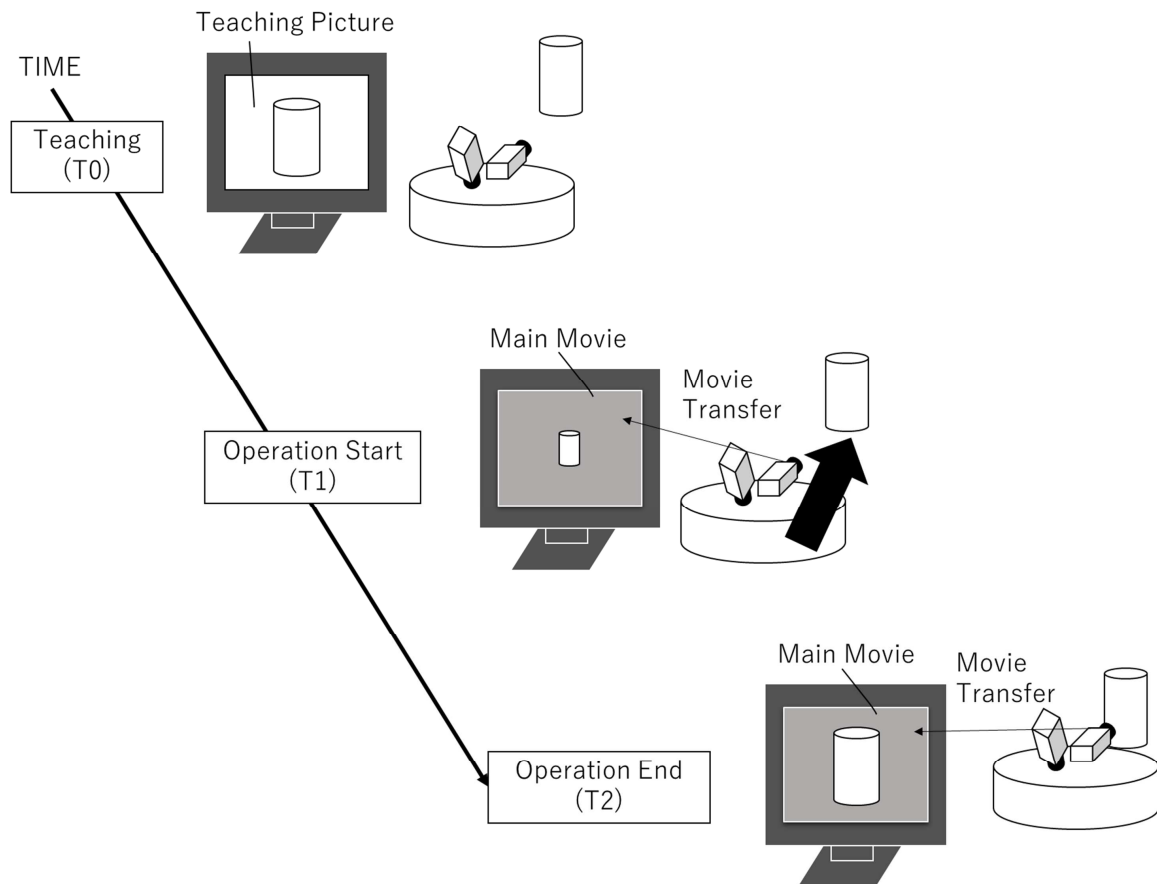 Teaching Picture
TIME
Teaching
(T0)
Main Movie
Movie
Transfer
Operation Start
(T1)
Main Movie
Movie
Transfer
Operation End
(T2)